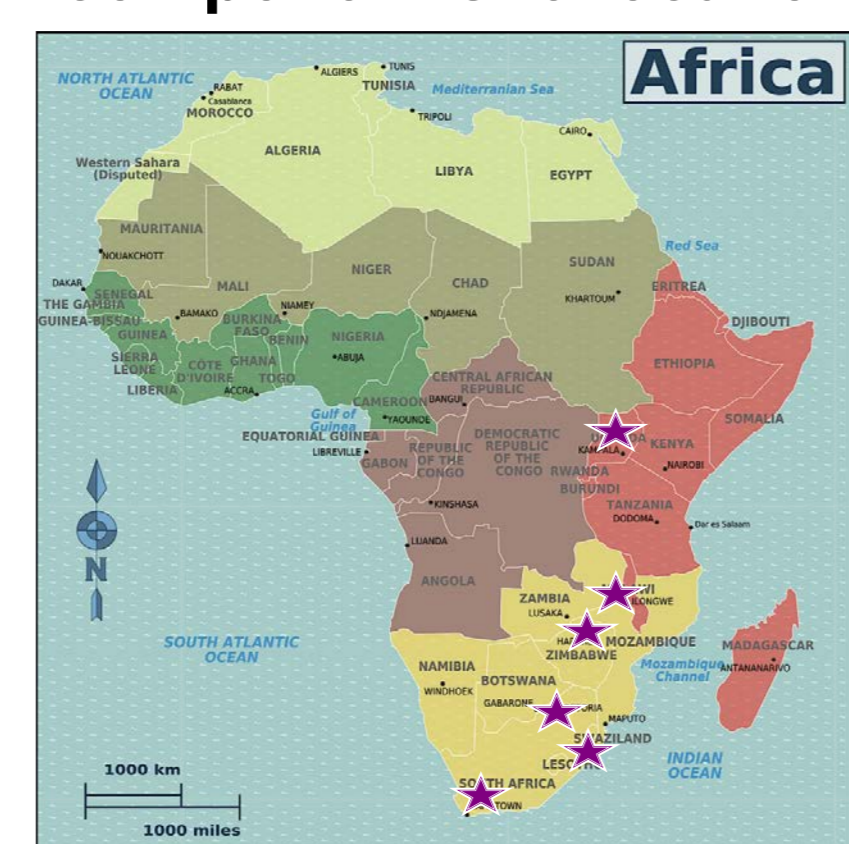 Africa
NORTH ATLANTIC
OCEAN
ALGIERS
TUNIS
TUNISIA
Mediterranian Sea
RABAT
Casablanca
MOROCCO
TRIPOLI
CAIRO
ALGERIA
Western Sahara
(Disputed)
LIBYA
EGYPT
MAURITANIA
NOUAKCHOTT
Red Sea
NIGER
SUDAN
CHAD
MALI
KHARTOUM
ERITREA
DAKAR
SENEGAL
THE GAMBIA
GUINEA-BISSAU
BAMAKO
NIAMEY
NDJAMENA
BURKINA
FASO
DJIBOUTI
GUINEA
BENIN
NIGERIA
ABUJA
SIERRA
LEONE
CÔTE
D'IVOIRE
GHANA
TOGO
LIBERIA
ACCRA
ETHIOPIA
CENTRAL AFRICAN
REPUBLIC
CAMEROON
BANGUI
YAOUNDE
Gulf of
Guinea
SOMALIA
EQUATORIAL GUINEA
LIBREVILLE
GABON
REPUBLIC
OF THE
CONGO
DEMOCRATIC
REPUBLIC
OF THE
CONGO
KENYA
NAIROBI
RWANDA
BURUNDI
KINSHASA
TANZANIA
DODOMA
Dar es Salaam
LUANDA
N
ANGOLA
ZAMBIA
LUSAKA
MOZAMBIQUE
ZIMBABWE
SOUTH ATLANTIC
OCEAN
MADAGASCAR
ANTANANARIVO
Mozambique
Channel
NAMIBIA
WINDHOEK
BOTSWANA
MAPUTO
INDIAN
OCEAN
SOUTH AFRICA
1000 km
1000 miles